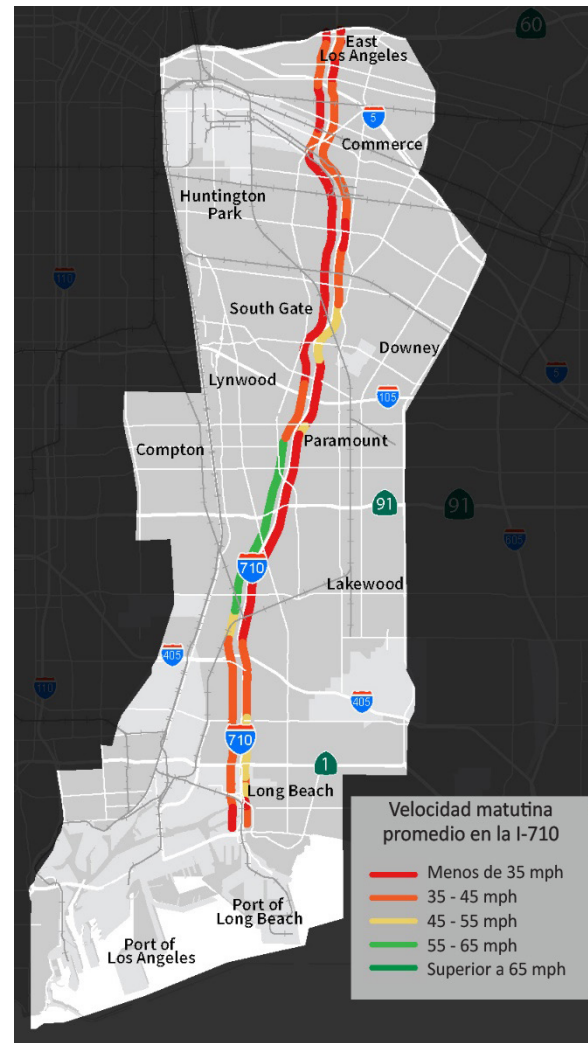 60
East
Los Angeles
5
Commerce
Huntington
Park
110
South Gate
Downey
5
Lynwood
105
Paramount
Compton
91
91
605
710
Lakewood
405
110
405
710
1
Long Beach
Port of
Long Beach
Port of
Los Angeles
Velocidad matutina
promedio en la I-710
Menos de 35 mph
35 - 45 mph
45 - 55 mph
55 - 65 mph
Superior a 65 mph